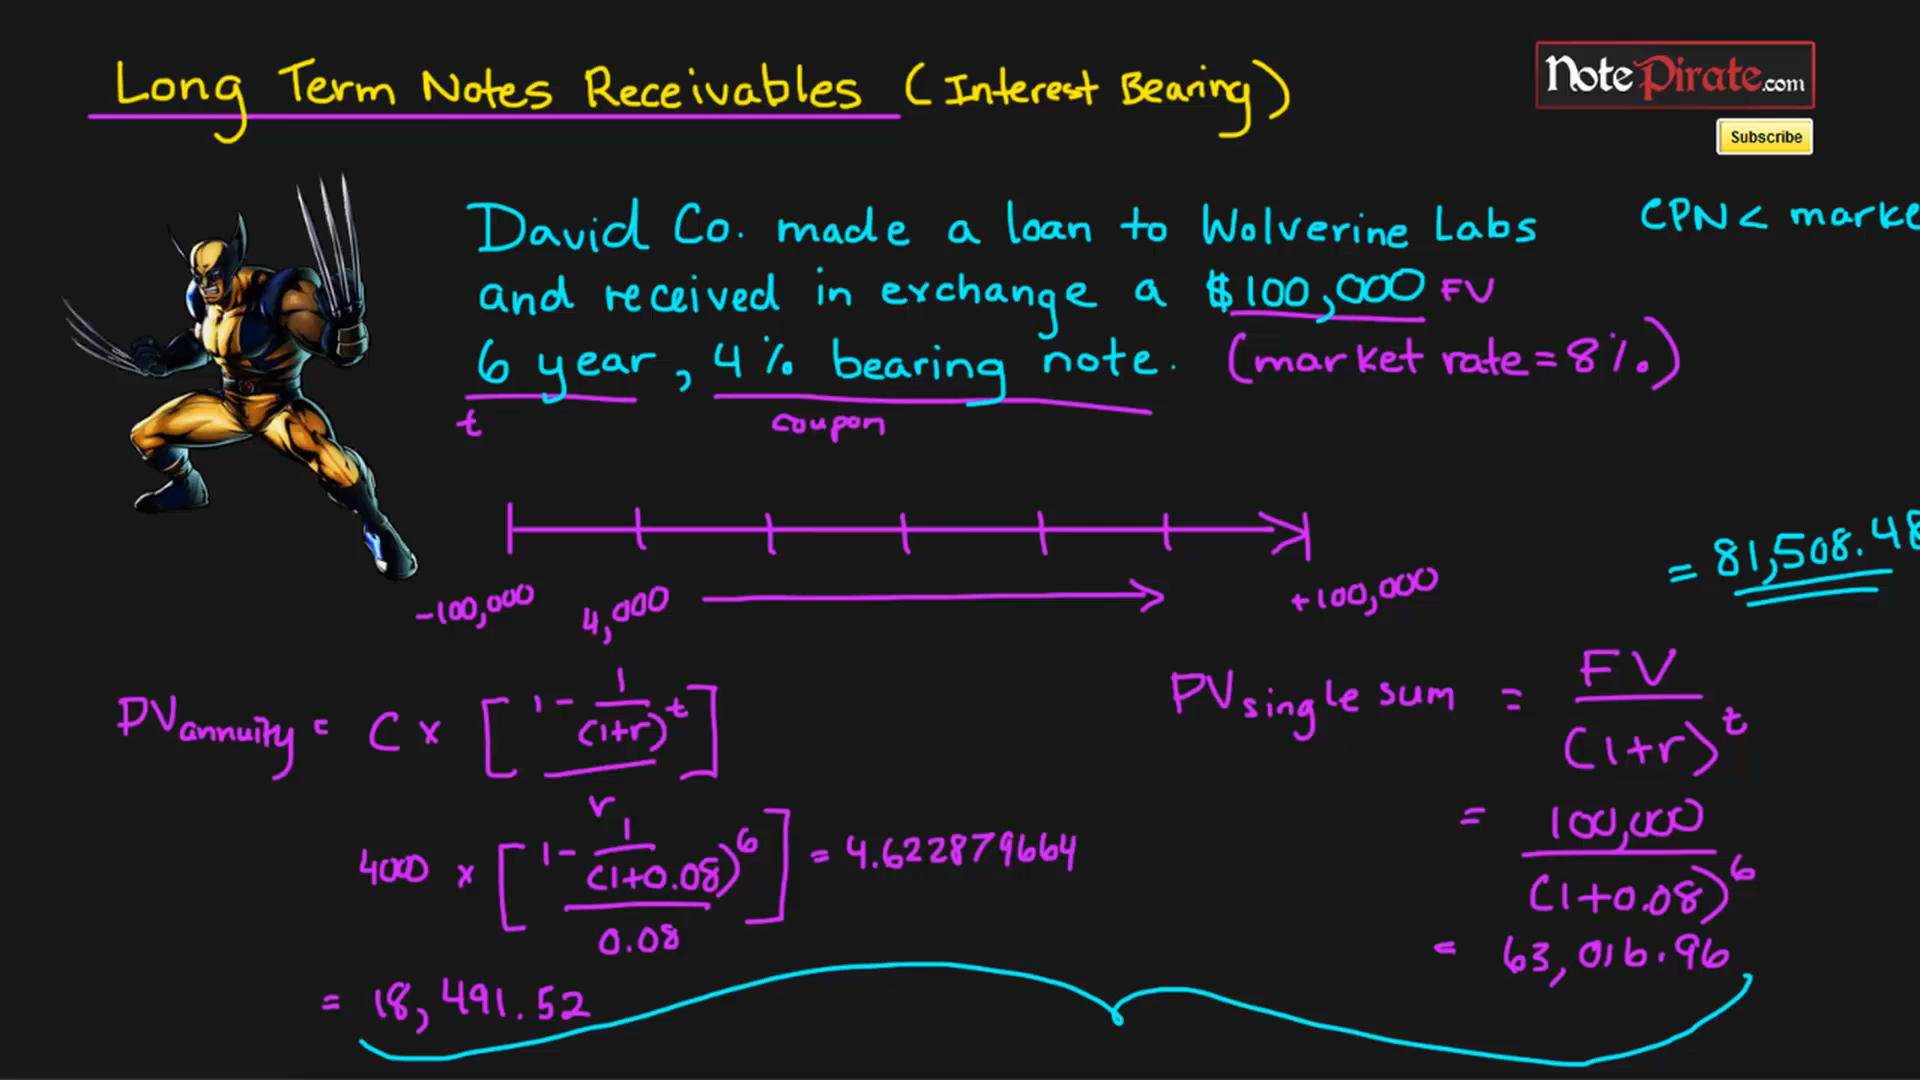 Long Term Notes Receivables (Interest Bearing)
NotePirate.com
Subscribe
David Co. made a loan to Wolverine Labs
and received in exchange a $100,000 FV
6 year, 4% bearing note. (market rate = 8%)
t coupon
CPN <
-100,000 4,000 +100,000
= 81,508.48
PVannuity = C × [1 - 1/(1+r)^t / r]
4000 × [1 - 1/(1+0.08)^6 / 0.08] = 4.622879664
= 18,491.52
PVsingle sum = FV/(1+r)^t
= 100,000/(1+0.08)^6
= 63,016.96